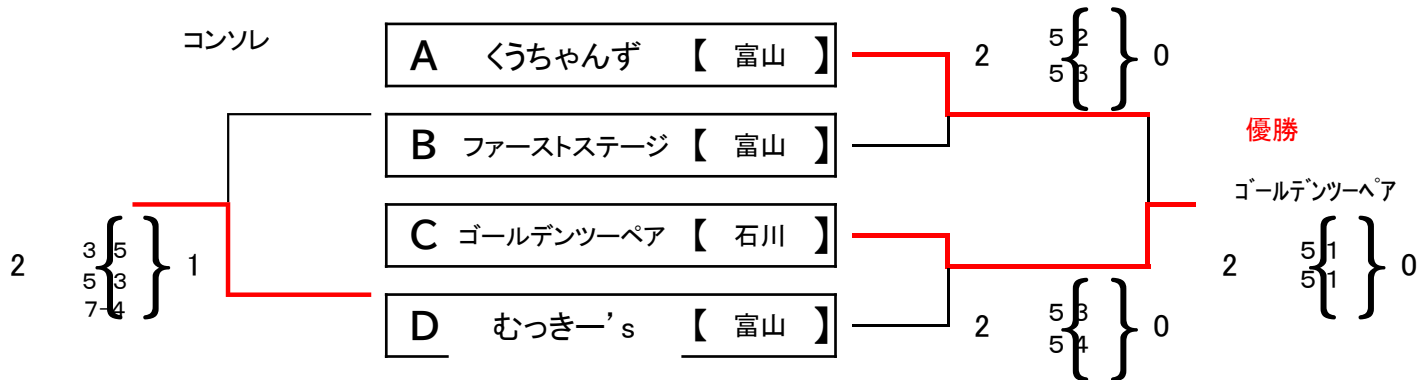 コンソレ
A くうちゃんず 【 富山 】
B ファーストステージ 【 富山 】
C ゴールデンツーペア 【 石川 】
D むっきー’s 【 富山 】
2 { 5 2 } 0
5 3
優勝
ゴールデンツーペア
2 { 5 1 } 0
5 1
2 { 5 3 } 0
5 4
2 { 3 5 } 1
5 3
7-4